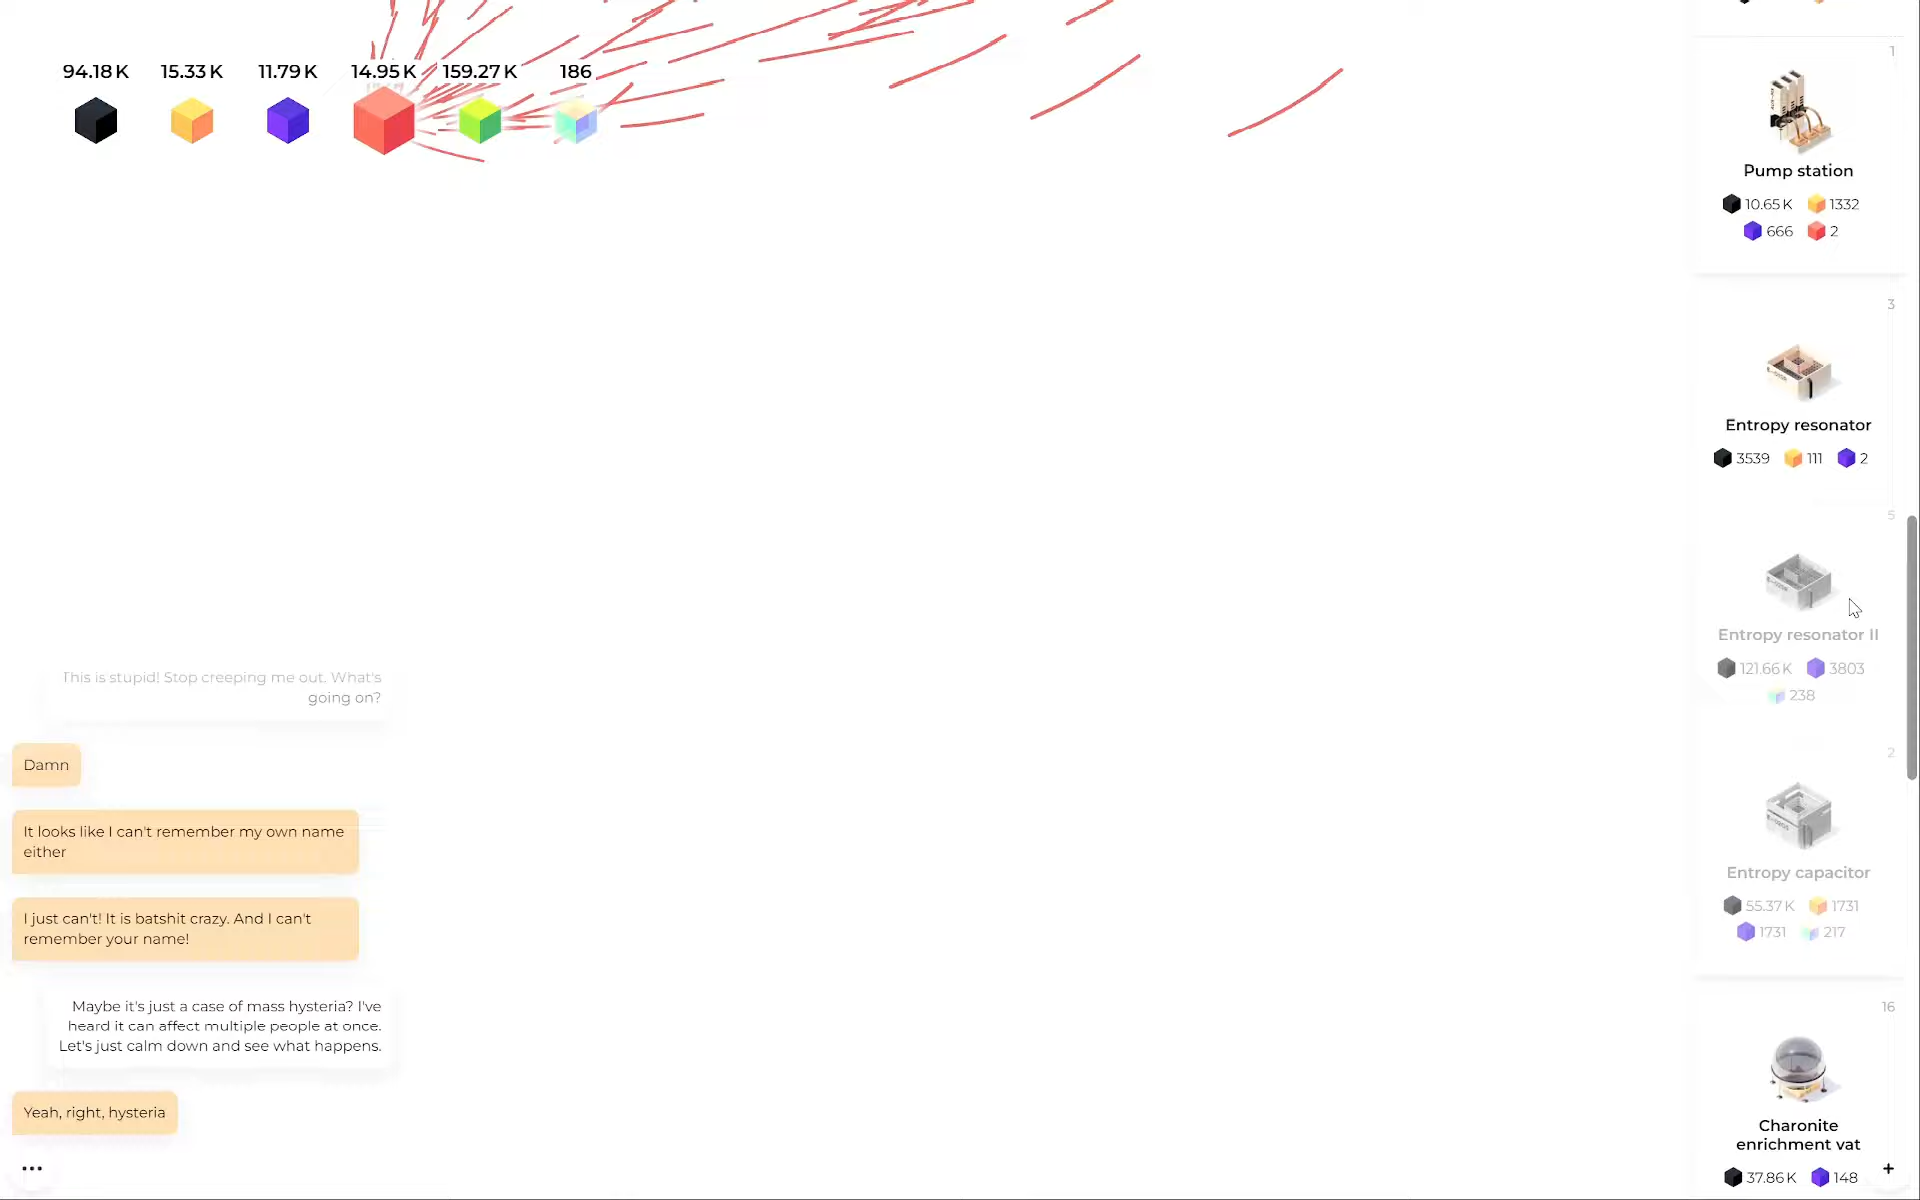 94.18 K 15.33 K 11.79 K 14.95 K 159.27 K 186
This is stupid! Stop creeping me out. What's
going on?
Damn
It looks like I can't remember my own name
either
I just can't! It is batshit crazy. And I can't
remember your name!
Maybe it's just a case of mass hysteria? I've
heard it can affect multiple people at once.
Let's just calm down and see what happens.
Yeah, right, hysteria
1
Pump station
10.65 K 1332
666 2
3
Entropy resonator
3539 111 2
5
Entropy resonator II
121.66 K 3803
238
2
Entropy capacitor
55.37 K 1731
1731 217
16
Charonite
enrichment vat
37.86 K 148